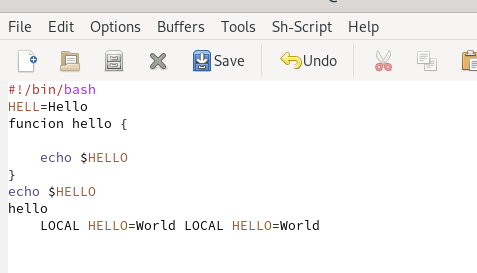 File Edit Options Buffers Tools Sh-Script Help
Save Undo
#!/bin/bash
HELL=Hello
funcion hello {
echo $HELLO
}
echo $HELLO
hello
LOCAL HELLO=World LOCAL HELLO=World